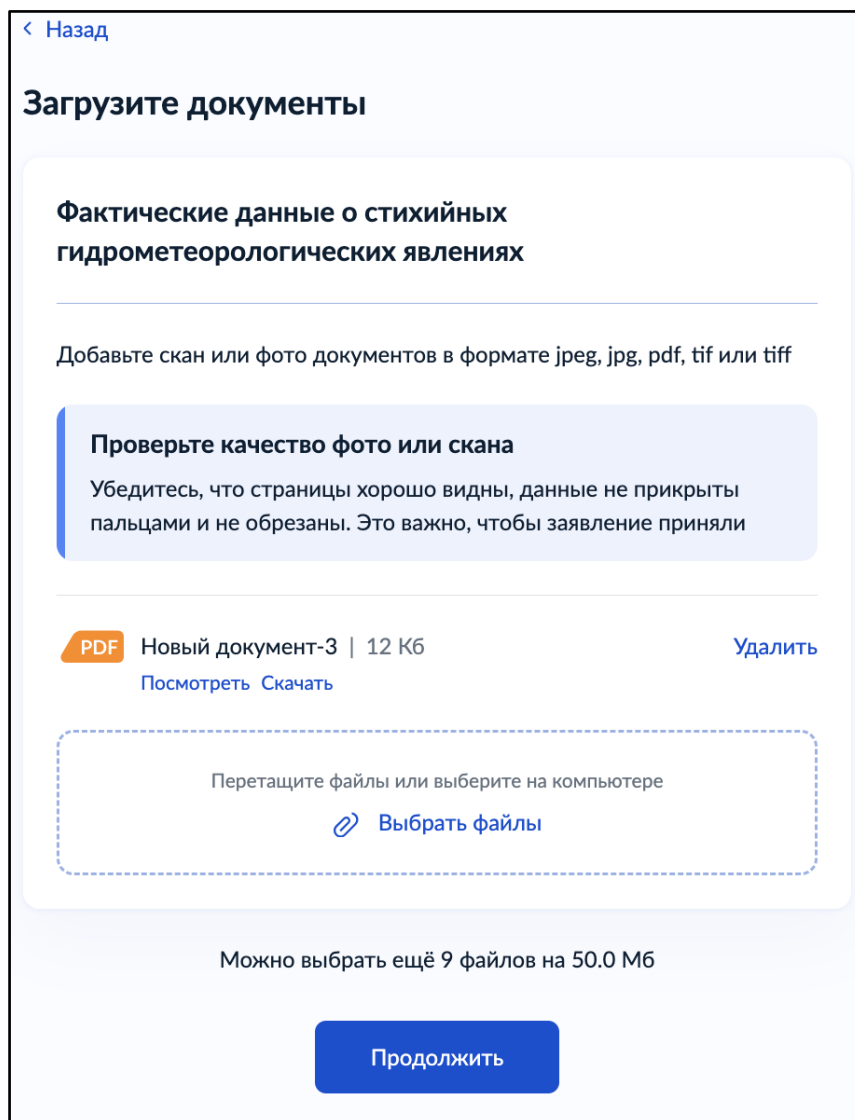 Назад
Загрузите документы
Фактические данные о стихийных
гидрометеорологических явлениях
Добавьте скан или фото документов в формате jpeg, jpg, pdf, tif или tiff
Проверьте качество фото или скана
Убедитесь, что страницы хорошо видны, данные не прикрыты
пальцами и не обрезаны. Это важно, чтобы заявление приняли
PDF Новый документ-3 | 12 Кб Удалить
Посмотреть Скачать
Перетащите файлы или выберите на компьютере
Выбрать файлы
Можно выбрать ещё 9 файлов на 50.0 Мб
Продолжить